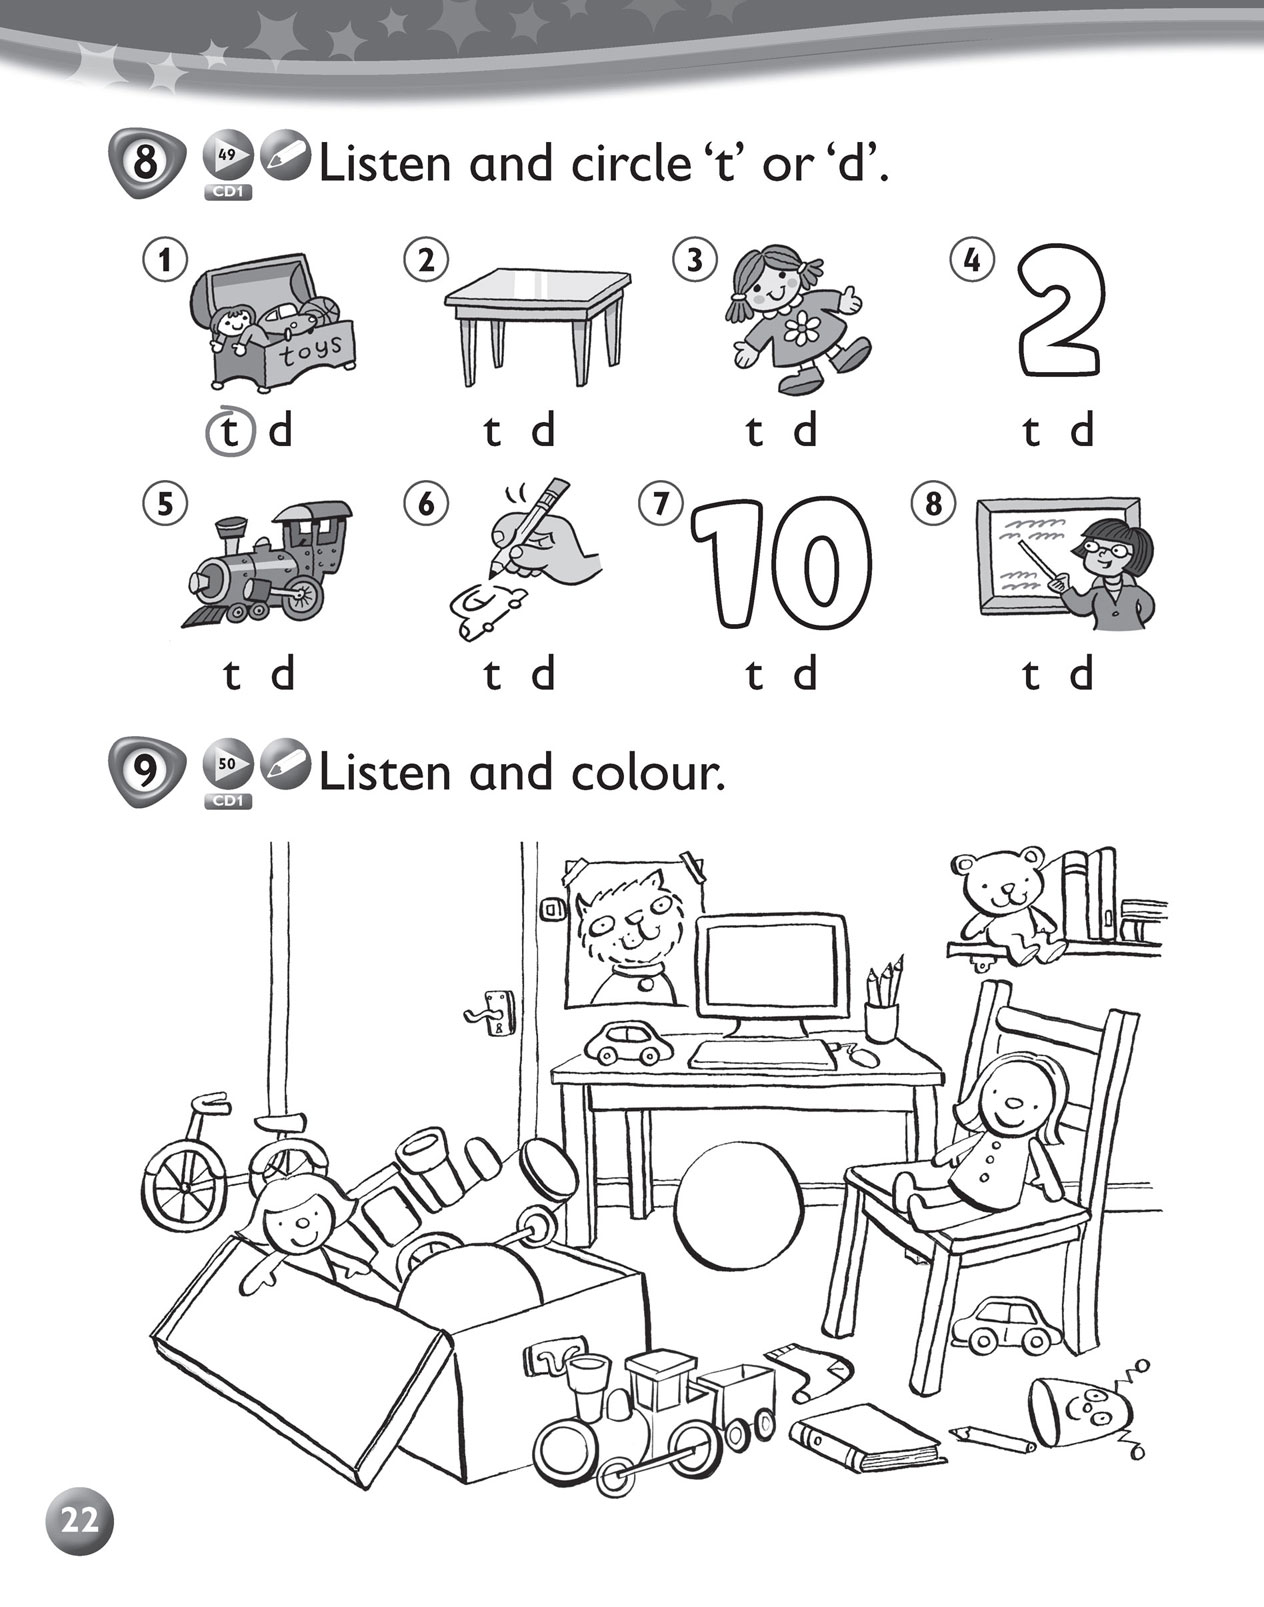 8 49 CD1 Listen and circle ‘t’ or ‘d’.
1 2 3 4
toys
t d t d t d t d
5 6 7 10 8
t d t d t d t d
9 50 CD1 Listen and colour.
22